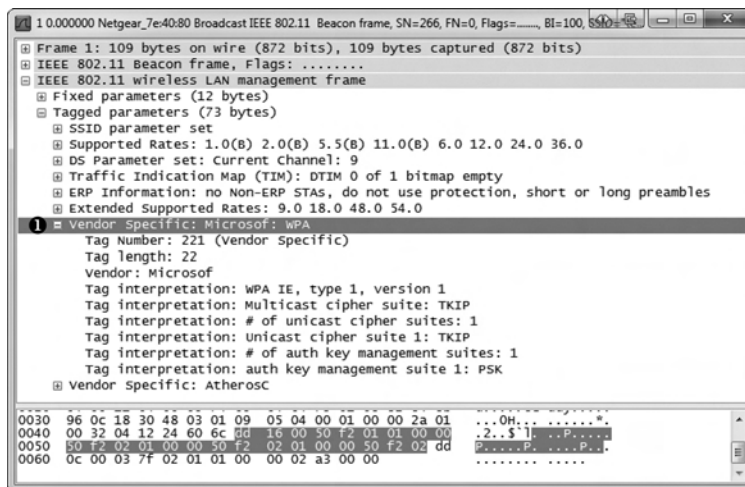 1 0.000000 Netgear_7e:40:80 Broadcast IEEE 802.11 Beacon frame, SN=266, FN=0, Flags=........, BI=100,
Frame 1: 109 bytes on wire (872 bits), 109 bytes captured (872 bits)
IEEE 802.11 Beacon frame, Flags: ........
IEEE 802.11 wireless LAN management frame
Fixed parameters (12 bytes)
Tagged parameters (73 bytes)
SSID parameter set
Supported Rates: 1.0(B) 2.0(B) 5.5(B) 11.0(B) 6.0 12.0 24.0 36.0
DS Parameter set: Current Channel: 9
Traffic Indication Map (TIM): DTIM 0 of 1 bitmap empty
ERP Information: no Non-ERP STAs, do not use protection, short or long preambles
Extended Supported Rates: 9.0 18.0 48.0 54.0
1 Vendor Specific: Microsof: WPA
Tag Number: 221 (Vendor Specific)
Tag length: 22
Vendor: Microsof
Tag interpretation: WPA IE, type 1, version 1
Tag interpretation: Multicast cipher suite: TKIP
Tag interpretation: # of unicast cipher suites: 1
Tag interpretation: Unicast cipher suite 1: TKIP
Tag interpretation: # of auth key management suites: 1
Tag interpretation: auth key management suite 1: PSK
Vendor Specific: AtherosC
0030 96 0c 18 30 48 03 01 09 05 04 00 01 00 00 2a 01 ...0H... ......*.
0040 00 32 04 12 24 60 6c dd 16 00 50 f2 01 01 00 00 .2..$`l. ..P.....
0050 50 f2 02 01 00 00 50 f2 02 01 00 00 50 f2 02 dd P.....P. ....P...
0060 0c 00 03 7f 02 01 01 00 00 02 a3 00 00 ........ .....